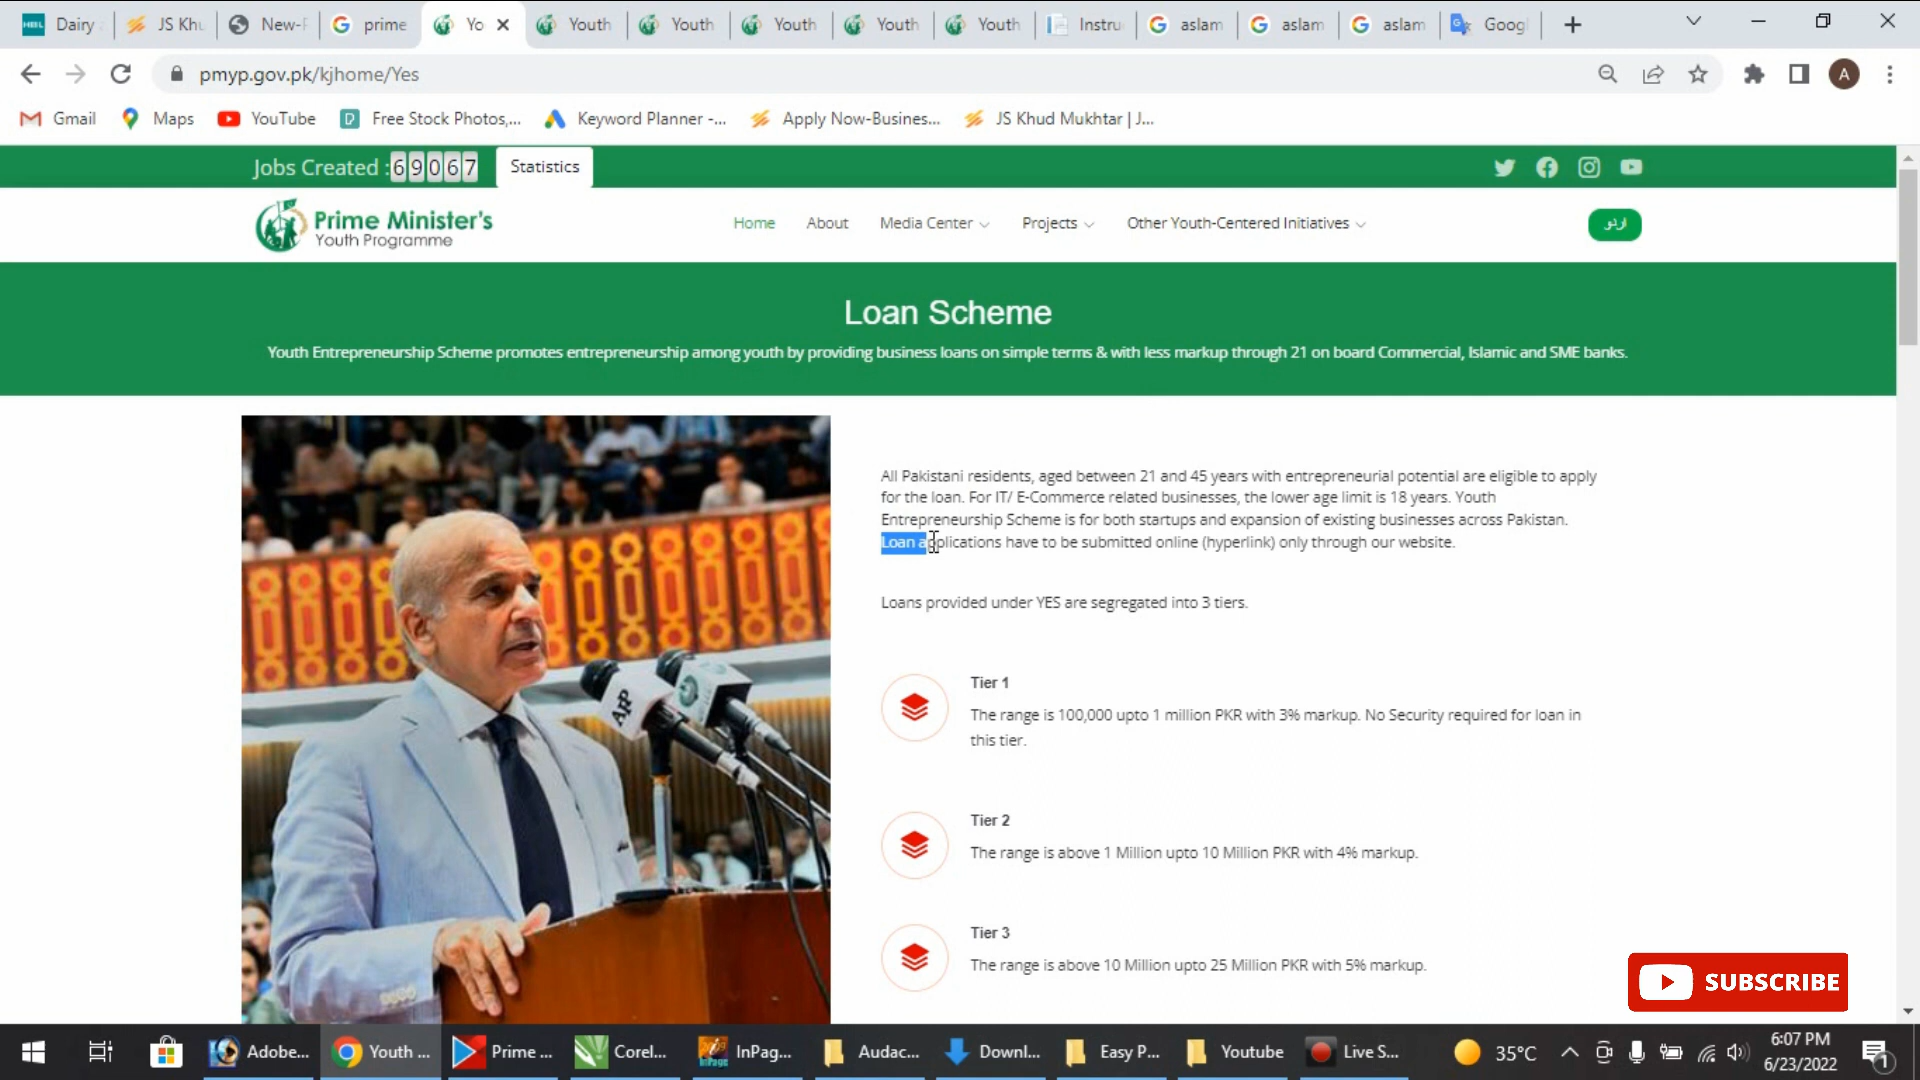 Dairy
JS Khu
New-F
prime
Yo
Youth
Youth
Youth
Youth
Youth
Instru
aslam
aslam
aslam
Googl
pmyp.gov.pk/kjhome/Yes
A
Gmail
Maps
YouTube
Free Stock Photos,...
Keyword Planner -...
Apply Now-Busines...
JS Khud Mukhtar | J...
Jobs Created :69067
Statistics
Prime Minister's
Youth Programme
Home
About
Media Center
Projects
Other Youth-Centered Initiatives
اردو
Loan Scheme
Youth Entrepreneurship Scheme promotes entrepreneurship among youth by providing business loans on simple terms & with less markup through 21 on board Commercial, Islamic and SME banks.
All Pakistani residents, aged between 21 and 45 years with entrepreneurial potential are eligible to apply
for the loan. For IT/ E-Commerce related businesses, the lower age limit is 18 years. Youth
Entrepreneurship Scheme is for both startups and expansion of existing businesses across Pakistan.
Loan applications have to be submitted online (hyperlink) only through our website.
Loans provided under YES are segregated into 3 tiers.
Tier 1
The range is 100,000 upto 1 million PKR with 3% markup. No Security required for loan in
this tier.
Tier 2
The range is above 1 Million upto 10 Million PKR with 4% markup.
Tier 3
The range is above 10 Million upto 25 Million PKR with 5% markup.
APP
SUBSCRIBE
Adobe...
Youth ...
Prime ...
Corel...
InPag...
Audac...
Downl...
Easy P...
Youtube
Live S...
35°C
6:07 PM
6/23/2022
1